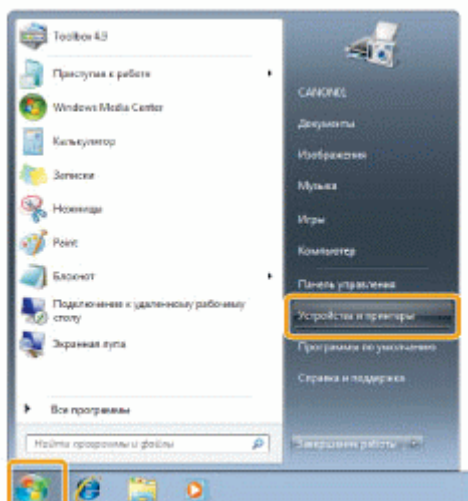 Toolbox 4.9
Приступая к работе
Windows Media Center
Калькулятор
Записки
Ножницы
Paint
Блокнот
Подключение к удаленному рабочему
столу
Экранная лупа
Все программы
Найти программы и файлы
CANON01
Документы
Изображения
Музыка
Игры
Компьютер
Панель управления
Устройства и принтеры
Программы по умолчанию
Справка и поддержка
Завершение работы